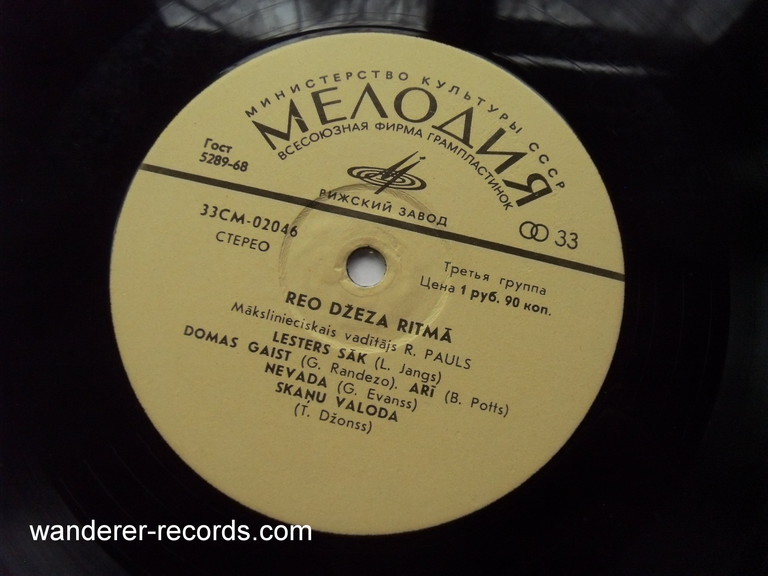 МИНИСТЕРСТВО КУЛЬТУРЫ СССР
МЕЛОДИЯ
ВСЕСОЮЗНАЯ ФИРМА ГРАМПЛАСТИНОК
Гост
5289-68
РИЖСКИЙ ЗАВОД
33
33СМ-02046
СТЕРЕО
Третья группа
Цена 1 руб. 90 коп.
REO DŽEZA RITMĀ
Mākslinieciskais vadītājs R. PAULS
LESTERS SĀK (L. Jangs)
DOMAS GAIST (G. Randezo). ARĪ (B. Potts)
NEVADA (G. Evanss)
SKAŅU VALODA
(T. Džonss)
wanderer-records.com